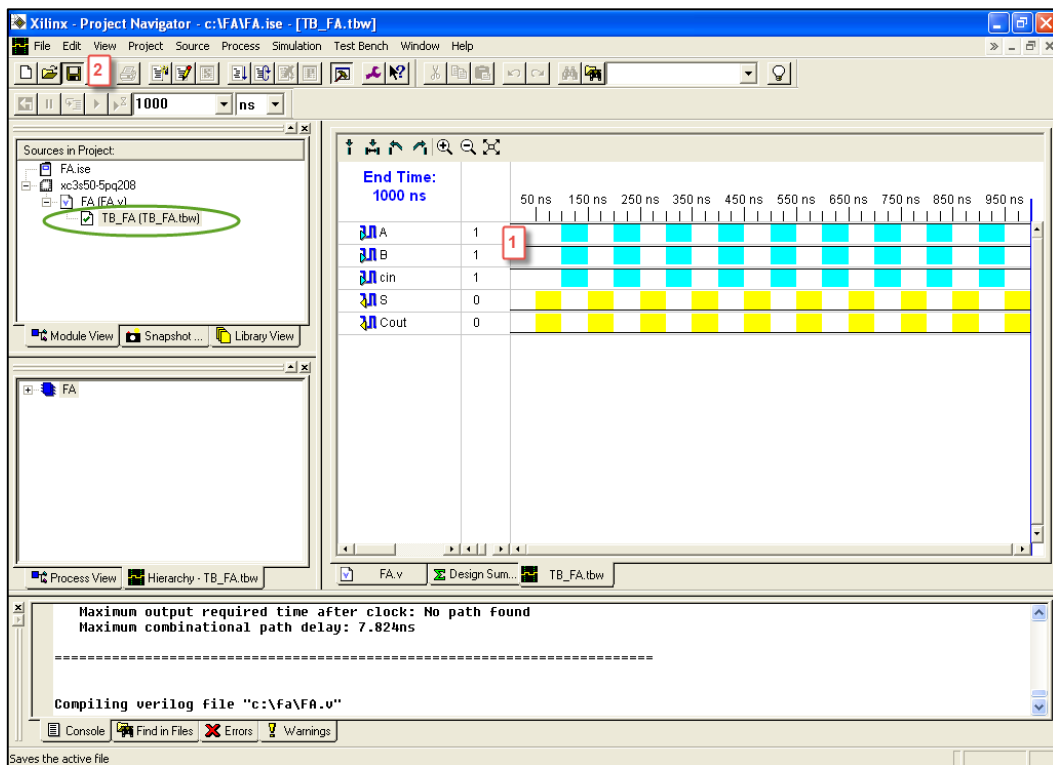 Xilinx - Project Navigator - c:\FA\FA.ise - [TB_FA.tbw]
File Edit View Project Source Process Simulation Test Bench Window Help
2
1000 ns
Sources in Project:
FA.ise
xc3s50-5pq208
FA (FA.v)
TB_FA (TB_FA.tbw)
Module View Snapshot ... Library View
FA
Process View Hierarchy - TB_FA.tbw
End Time:
1000 ns
50 ns 150 ns 250 ns 350 ns 450 ns 550 ns 650 ns 750 ns 850 ns 950 ns
A 1
1
B 1
cin 1
S 0
Cout 0
FA.v Design Sum... TB_FA.tbw
Maximum output required time after clock: No path found
Maximum combinational path delay: 7.824ns
=========================================================================
Compiling verilog file "c:\fa\FA.v"
Console Find in Files Errors Warnings
Saves the active file